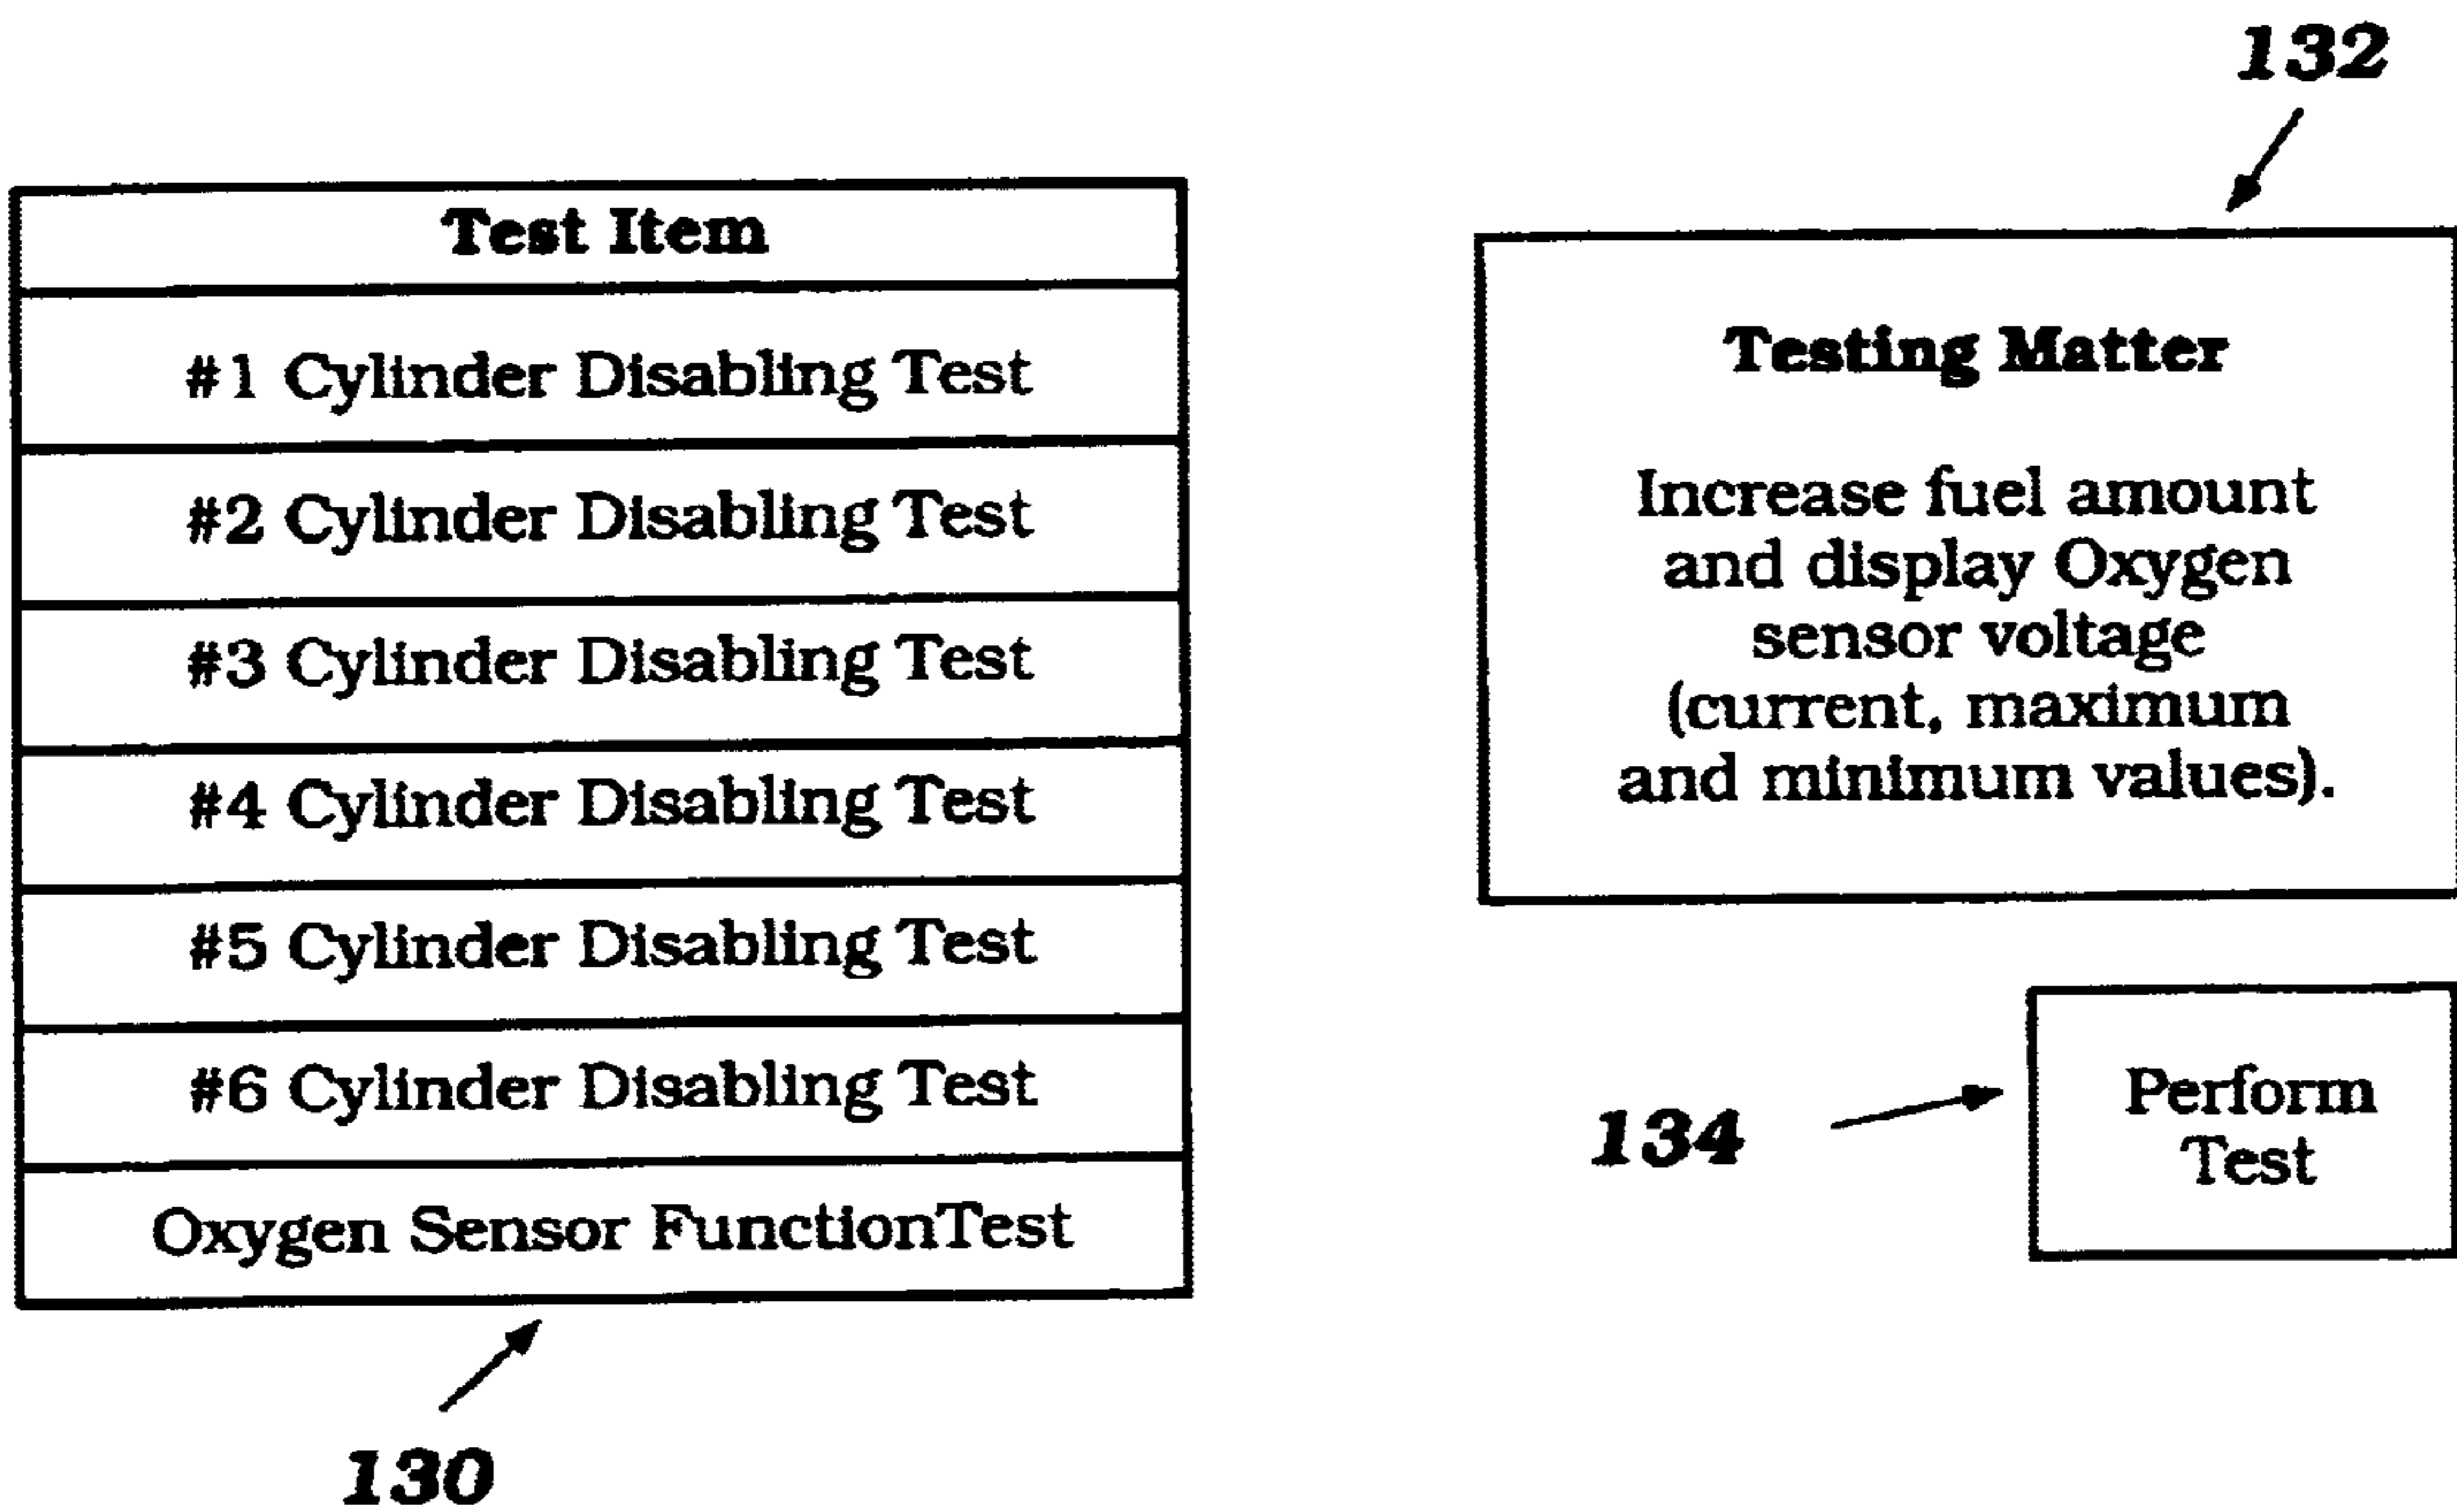 132
Test Item
#1 Cylinder Disabling Test
#2 Cylinder Disabling Test
#3 Cylinder Disabling Test
#4 Cylinder Disabling Test
#5 Cylinder Disabling Test
#6 Cylinder Disabling Test
Oxygen Sensor FunctionTest
130
Testing Matter
Increase fuel amount
and display Oxygen
sensor voltage
(current, maximum
and minimum values).
134
Perform
Test